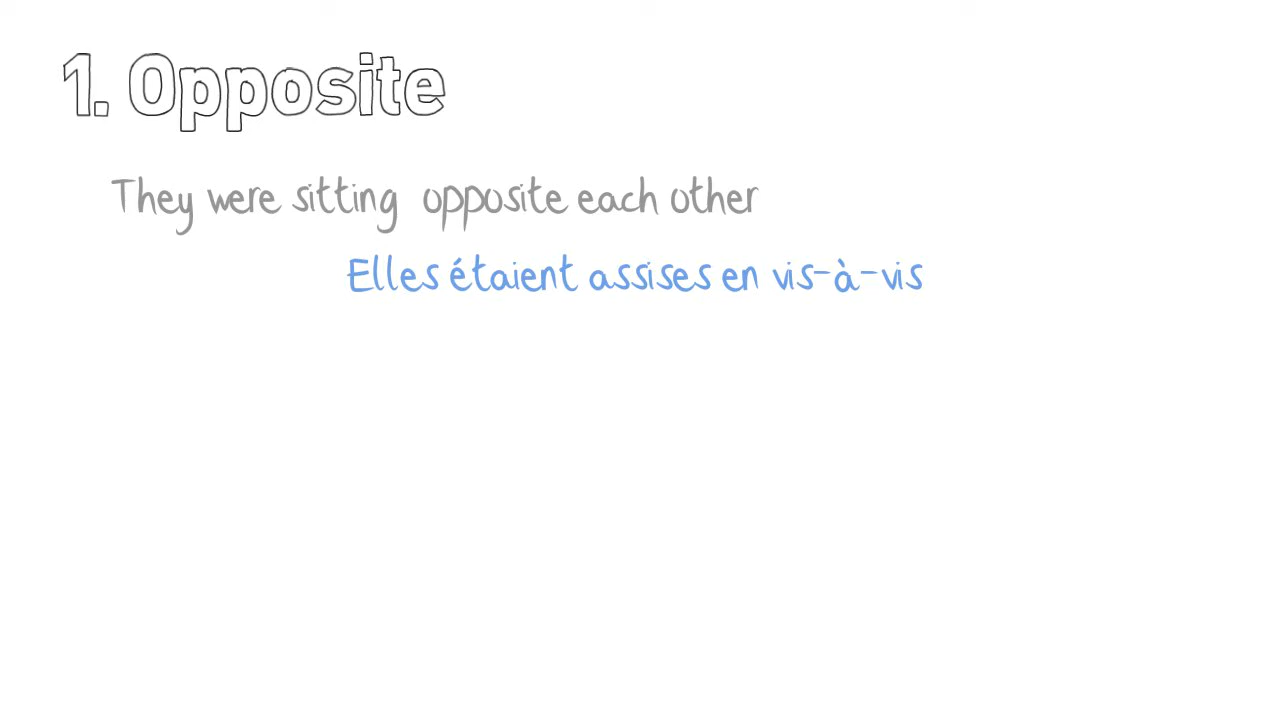 1. Opposite
They were sitting opposite each other
Elles étaient assises en vis-à-vis